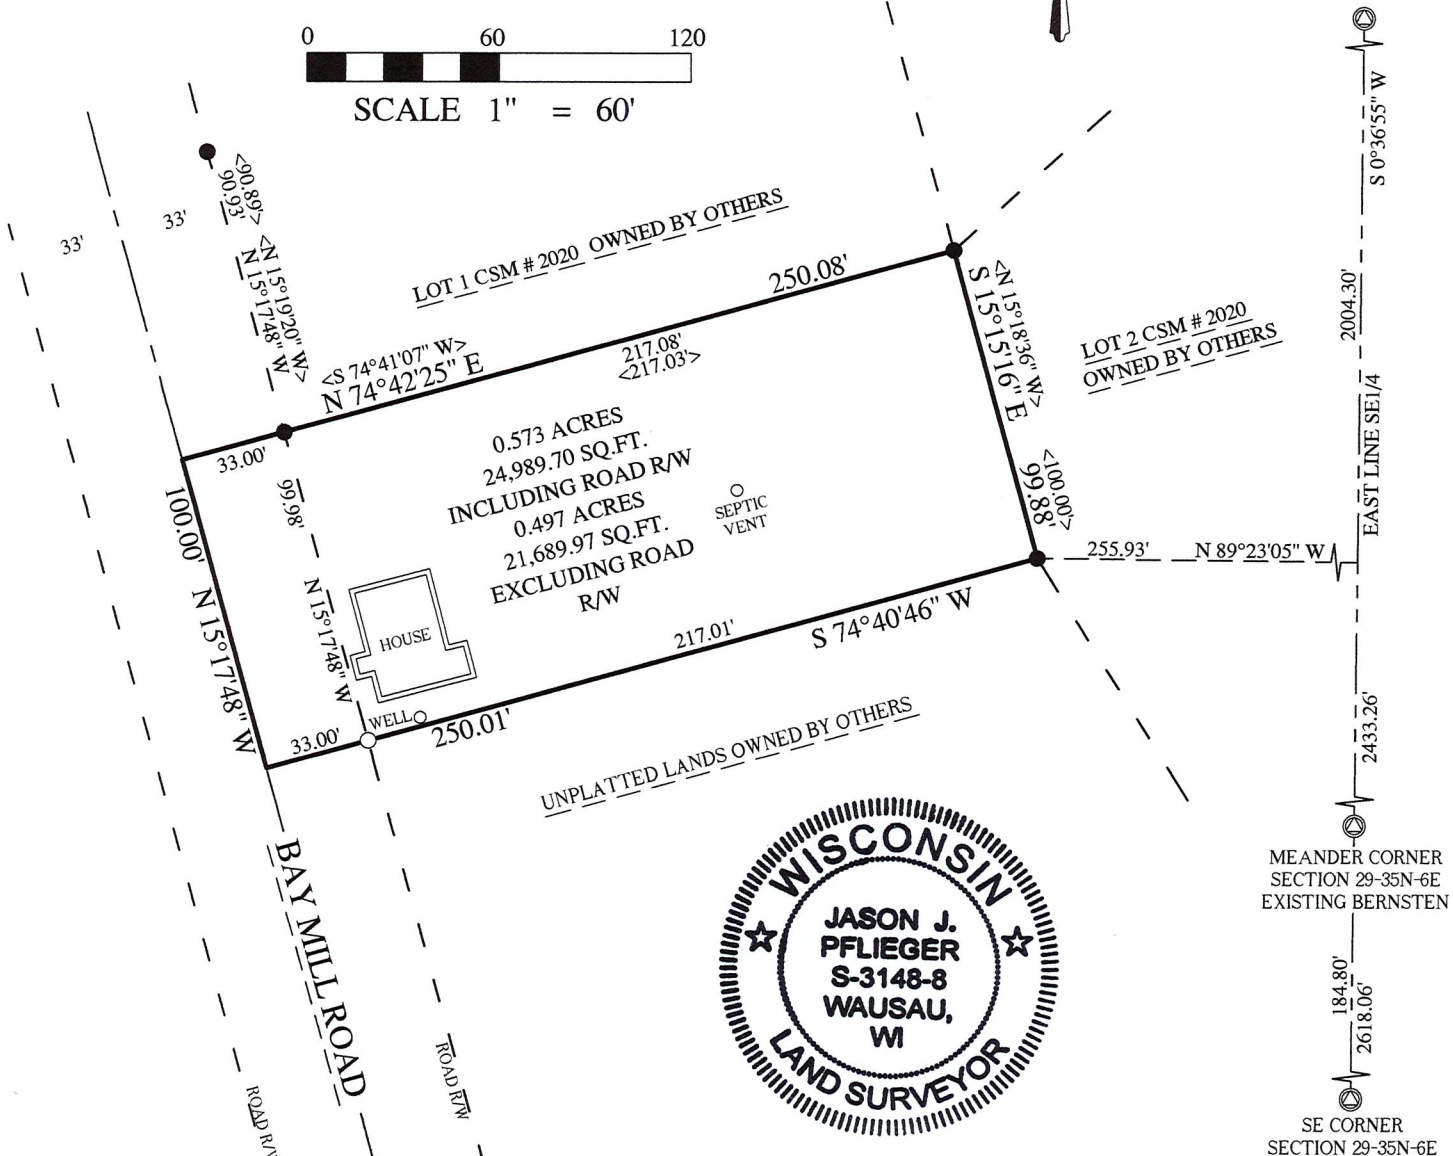 0 60 120
SCALE 1" = 60'
S 0°36'55" W
2004.30'
EAST LINE SE1/4
2433.26'
33'
33'
<90.89'>
90.93'
<N 15°19'20" W>
N 15°17'48" W
LOT 1 CSM # 2020 OWNED BY OTHERS
250.08'
217.08'
<217.03'>
<S 74°41'07" W>
N 74°42'25" E
<N 15°18'36" W>
S 15°15'16" E
LOT 2 CSM # 2020
OWNED BY OTHERS
<100.00'>
99.88'
33.00'
99.98'
N 15°17'48" W
100.00' N 15°17'48" W
0.573 ACRES
24,989.70 SQ.FT.
INCLUDING ROAD R/W
0.497 ACRES
21,689.97 SQ.FT.
EXCLUDING ROAD
R/W
SEPTIC
VENT
255.93' N 89°23'05" W
HOUSE
217.01'
S 74°40'46" W
WELL
33.00'
250.01'
UNPLATTED LANDS OWNED BY OTHERS
BAY MILL ROAD
ROAD R/W
ROAD R/W
WISCONSIN
JASON J.
PFLIEGER
S-3148-8
WAUSAU,
WI
LAND SURVEYOR
MEANDER CORNER
SECTION 29-35N-6E
EXISTING BERNSTEN
184.80'
2618.06'
SE CORNER
SECTION 29-35N-6E